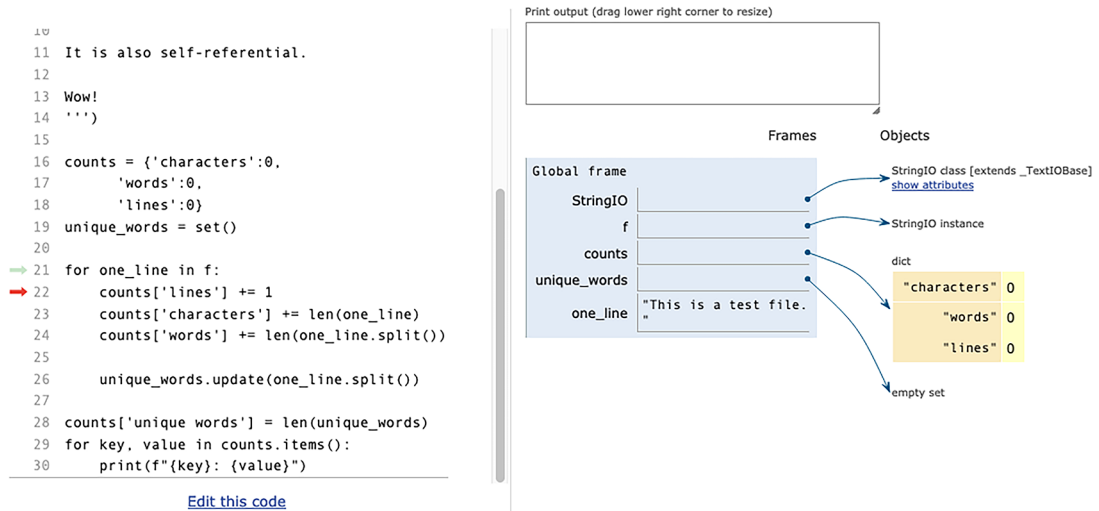 10
11 It is also self-referential.
12
13 Wow!
14 ''')
15
16 counts = {'characters':0,
17       'words':0,
18       'lines':0}
19 unique_words = set()
20
21 for one_line in f:
22     counts['lines'] += 1
23     counts['characters'] += len(one_line)
24     counts['words'] += len(one_line.split())
25
26     unique_words.update(one_line.split())
27
28 counts['unique words'] = len(unique_words)
29 for key, value in counts.items():
30     print(f"{key}: {value}")
Edit this code
Print output (drag lower right corner to resize)
Frames
Objects
Global frame
StringIO
f
counts
unique_words
one_line
"This is a test file.
"
StringIO class [extends _TextIOBase]
show attributes
StringIO instance
dict
"characters" 0
"words" 0
"lines" 0
empty set